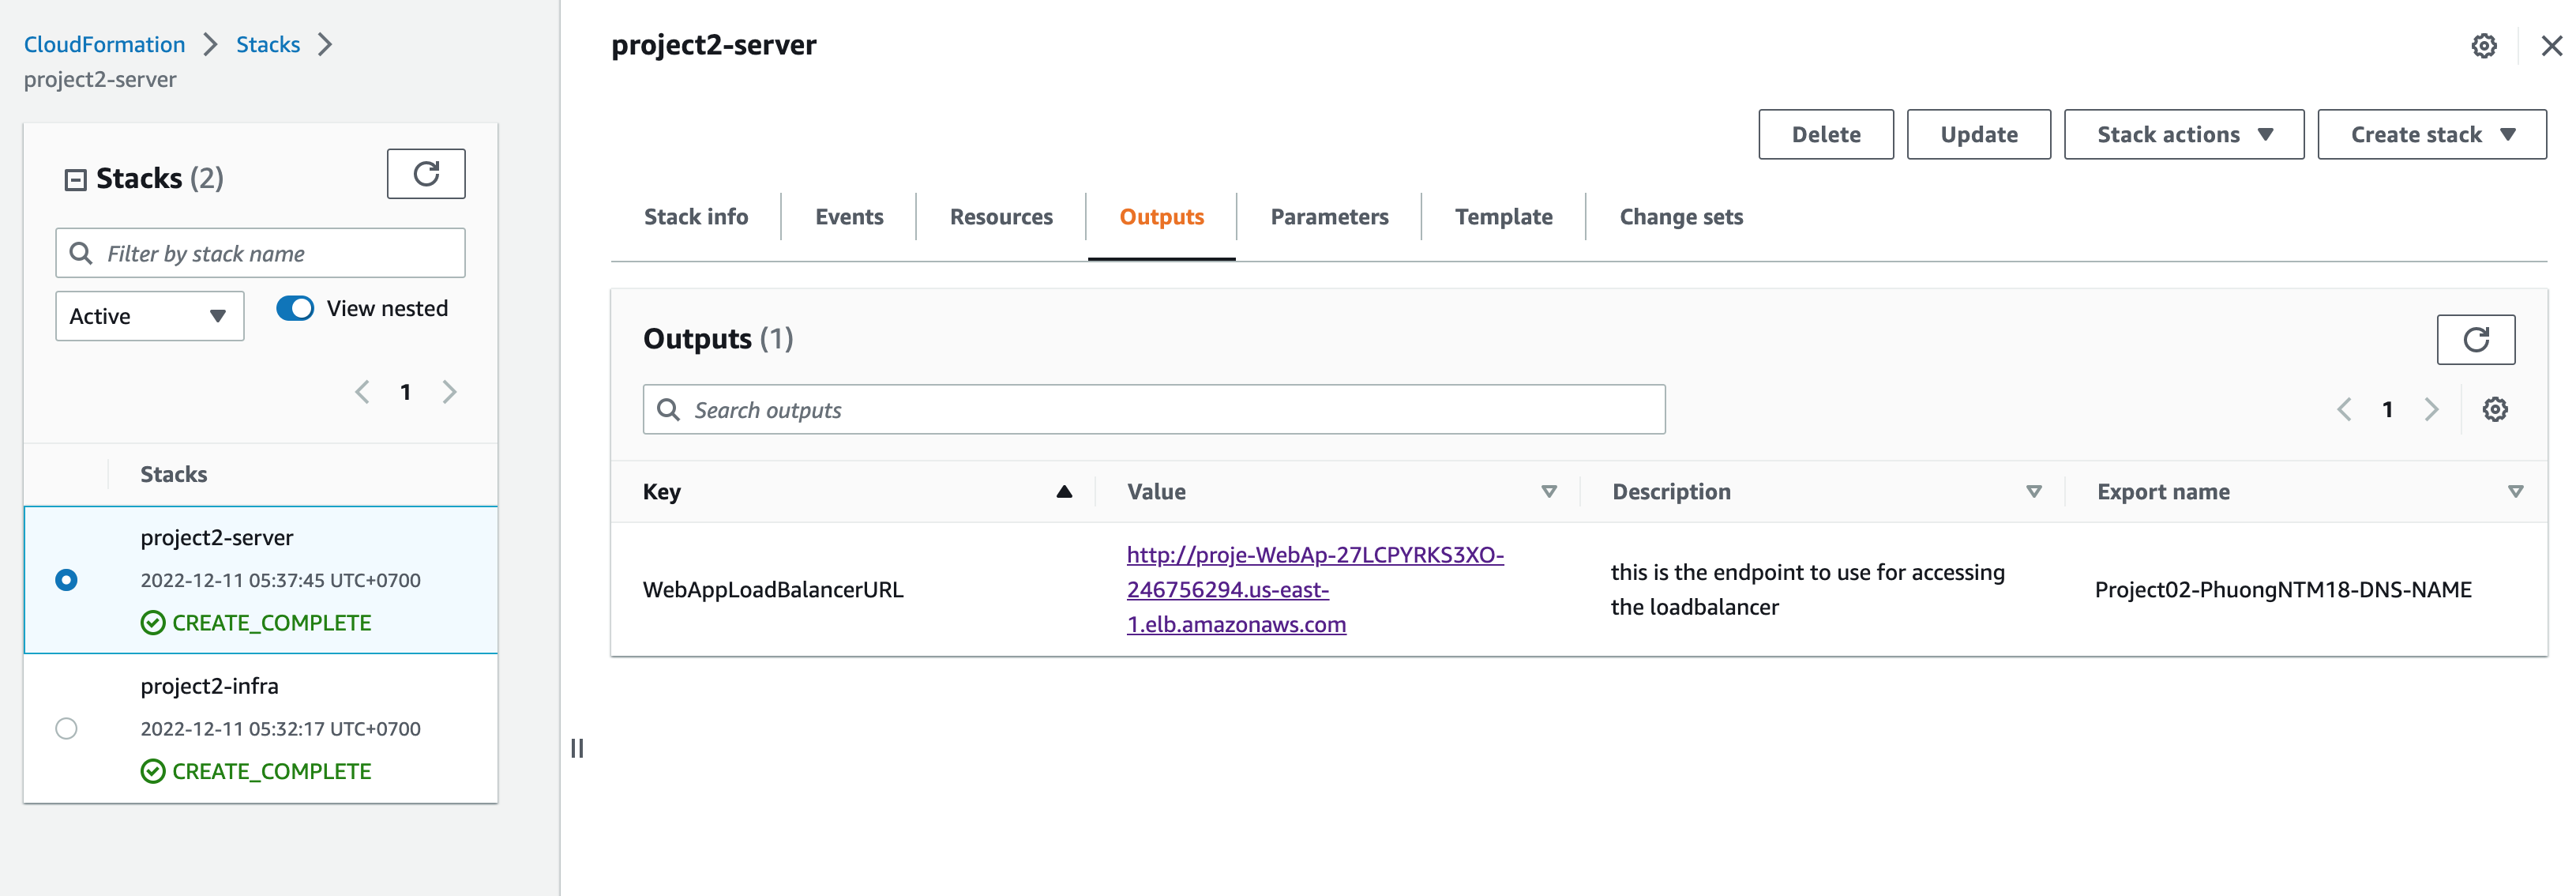 CloudFormation Stacks
project2-server
Stacks (2)
Filter by stack name
Active
View nested
1
Stacks
project2-server
2022-12-11 05:37:45 UTC+0700
CREATE_COMPLETE
project2-infra
2022-12-11 05:32:17 UTC+0700
CREATE_COMPLETE
project2-server
Delete Update Stack actions Create stack
Stack info Events Resources Outputs Parameters Template Change sets
Outputs (1)
Search outputs
1
Key Value Description Export name
WebAppLoadBalancerURL
http://proje-WebAp-27LCPYRKS3XO-
246756294.us-east-
1.elb.amazonaws.com
this is the endpoint to use for accessing
the loadbalancer
Project02-PhuongNTM18-DNS-NAME